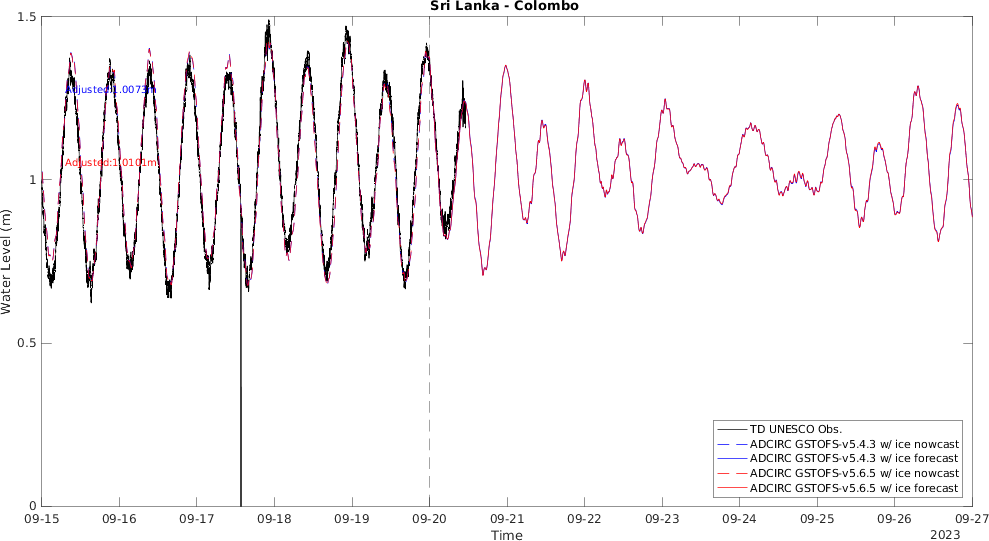 Sri Lanka - Colombo
1.5
1
0.5
0
Water Level (m)
Adjusted:1.0073m
Adjusted:1.0101m
TD UNESCO Obs.
ADCIRC GSTOFS-v5.4.3 w/ ice nowcast
ADCIRC GSTOFS-v5.4.3 w/ ice forecast
ADCIRC GSTOFS-v5.6.5 w/ ice nowcast
ADCIRC GSTOFS-v5.6.5 w/ ice forecast
09-15 09-16 09-17 09-18 09-19 09-20 09-21 09-22 09-23 09-24 09-25 09-26 09-27
Time
2023